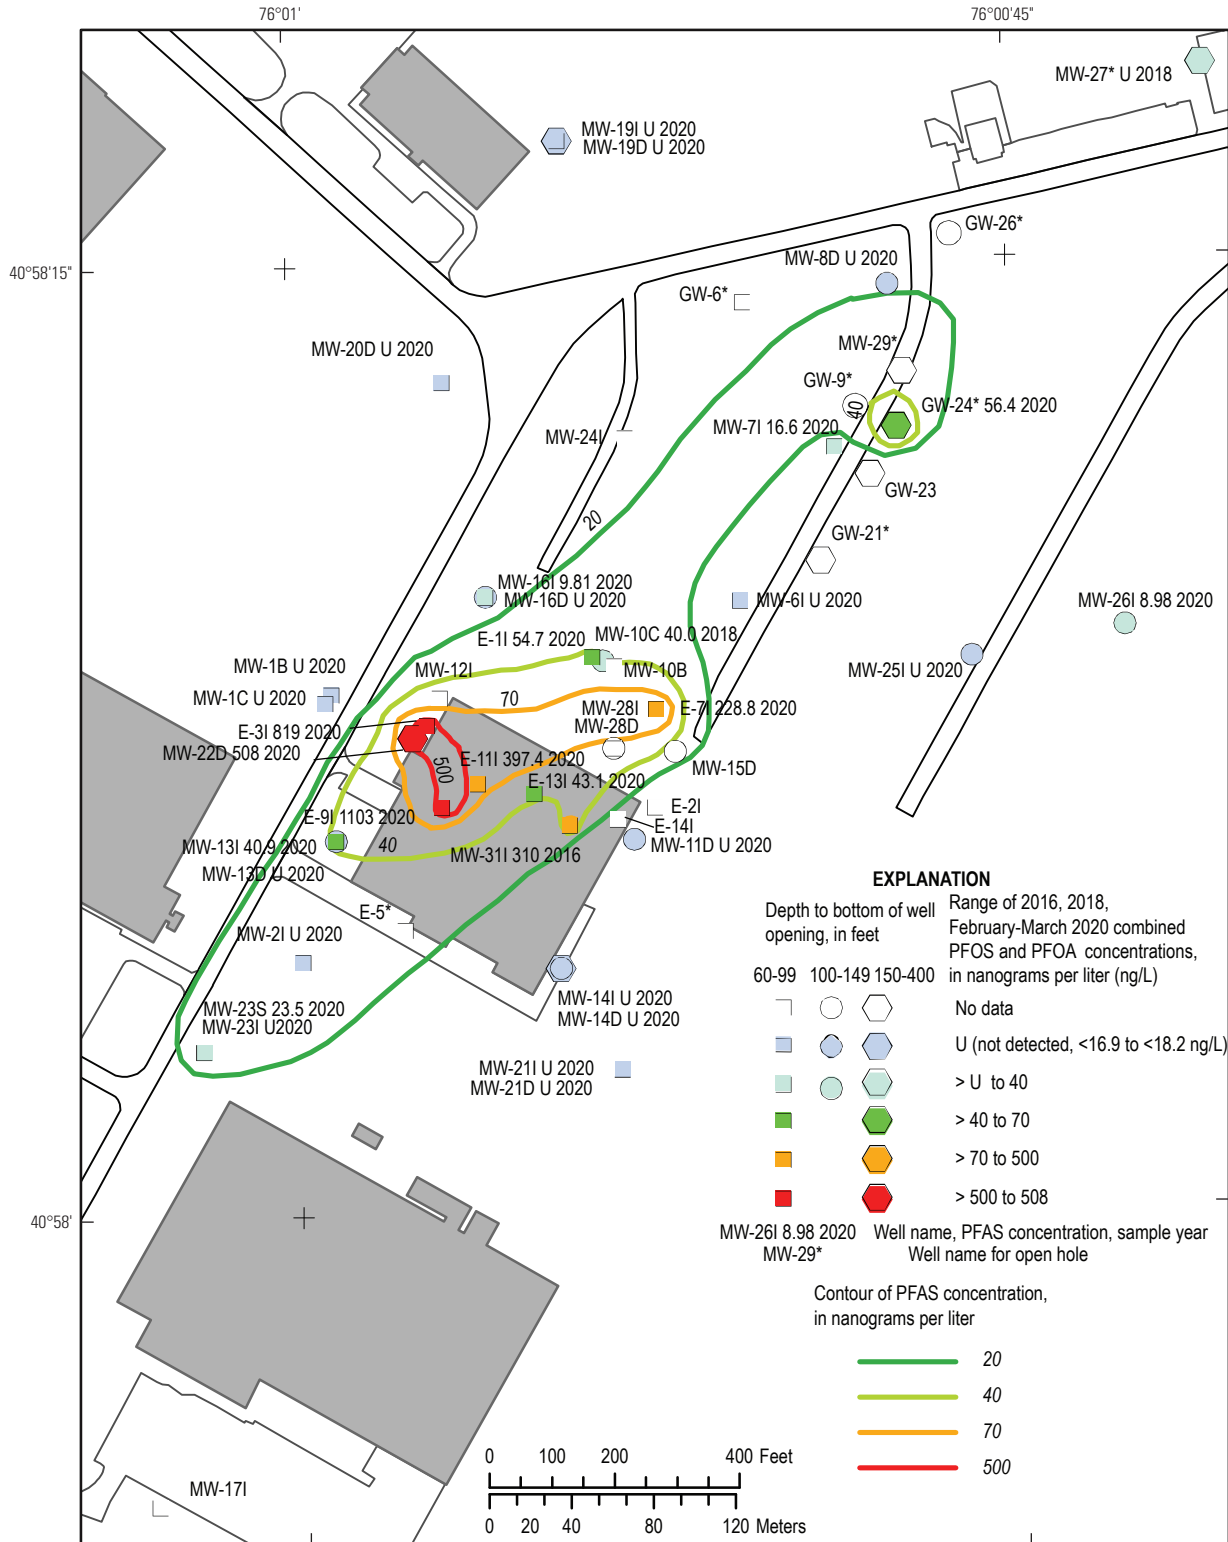 76°01' 76°00'45"
MW-27* U 2018
MW-19I U 2020
MW-19D U 2020
GW-26*
40°58'15"
MW-8D U 2020
GW-6*
MW-20D U 2020
MW-29*
GW-9*
40
GW-24* 56.4 2020
MW-7I 16.6 2020
MW-24I
GW-23
20
GW-21*
MW-16I 9.81 2020
MW-16D U 2020
MW-6I U 2020
MW-26I 8.98 2020
E-1I 54.7 2020
MW-10C 40.0 2018
MW-10B
MW-25I U 2020
MW-1B U 2020
MW-12I
MW-1C U 2020
70
MW-28I
MW-28D
E-7I 228.8 2020
E-3I 819 2020
MW-22D 508 2020
500
E-11I 397.4 2020
MW-15D
E-13I 43.1 2020
E-2I
E-14I
E-9I 1103 2020
MW-13I 40.9 2020
40
MW-11D U 2020
MW-31I 310 2016
MW-13D U 2020
E-5*
MW-2I U 2020
MW-14I U 2020
MW-14D U 2020
MW-23S 23.5 2020
MW-23I U2020
MW-21I U 2020
MW-21D U 2020
40°58'
MW-17I
EXPLANATION
Depth to bottom of well
opening, in feet
60-99 100-149 150-400
Range of 2016, 2018,
February-March 2020 combined
PFOS and PFOA concentrations,
in nanograms per liter (ng/L)
No data
U (not detected, <16.9 to <18.2 ng/L)
> U to 40
> 40 to 70
> 70 to 500
> 500 to 508
MW-26I 8.98 2020 Well name, PFAS concentration, sample year
MW-29* Well name for open hole
Contour of PFAS concentration,
in nanograms per liter
20
40
70
500
0 100 200 400 Feet
0 20 40 80 120 Meters